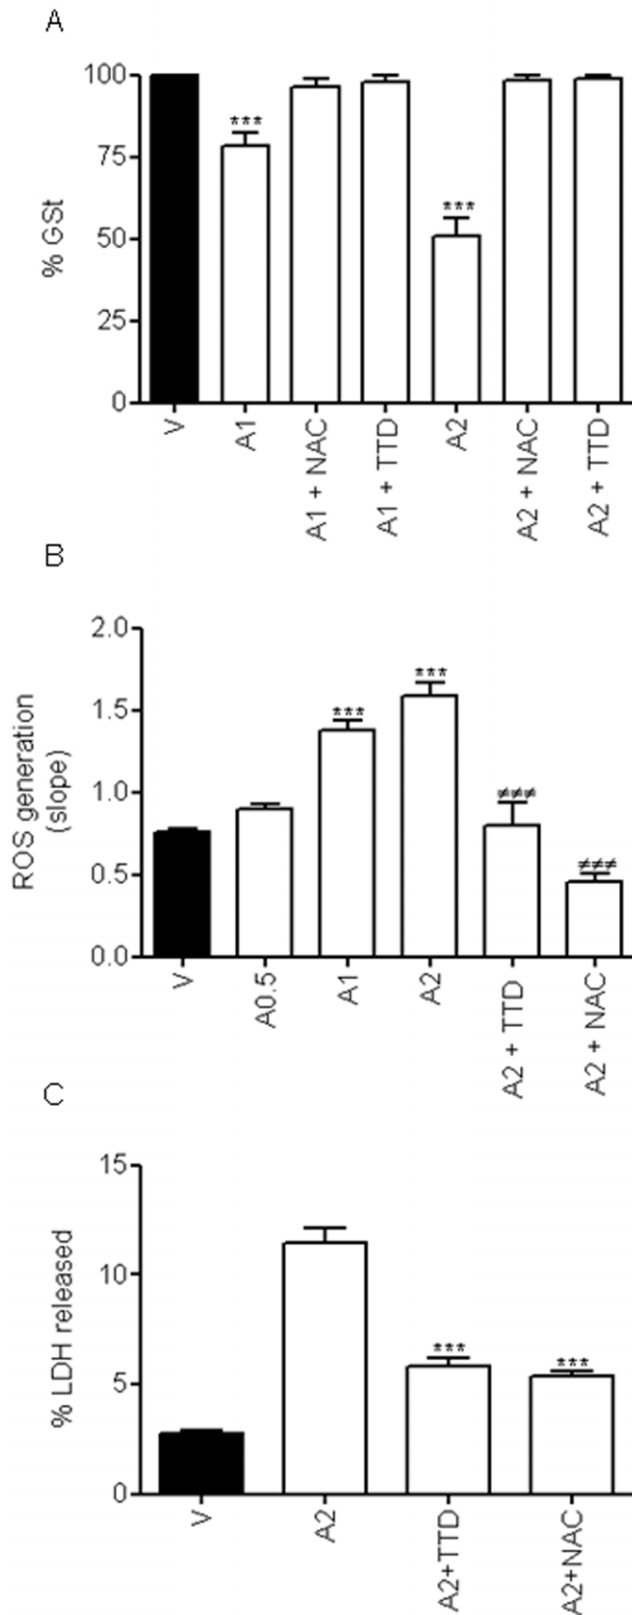 A
% GSt
100
75
50
25
0
***
***
V
A1
A1 + NAC
A1 + TTD
A2
A2 + NAC
A2 + TTD
B
ROS generation
(slope)
2.0
1.5
1.0
0.5
0.0
***
***
≠≠≠
≠≠≠
V
A0.5
A1
A2
A2 + TTD
A2 + NAC
C
% LDH released
15
10
5
0
***
***
V
A2
A2+TTD
A2+NAC